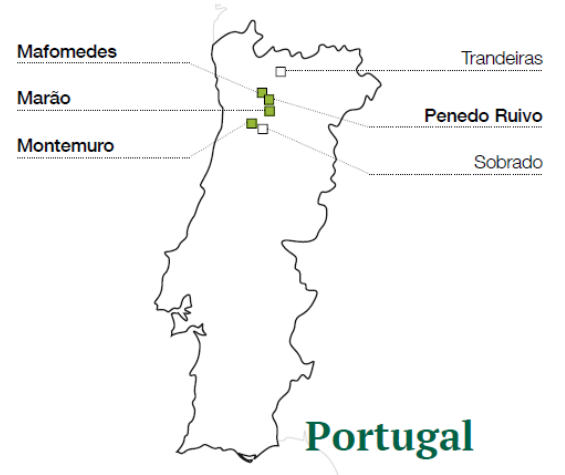 Mafomedes
Trandeiras
Marão
Penedo Ruivo
Montemuro
Sobrado
Portugal